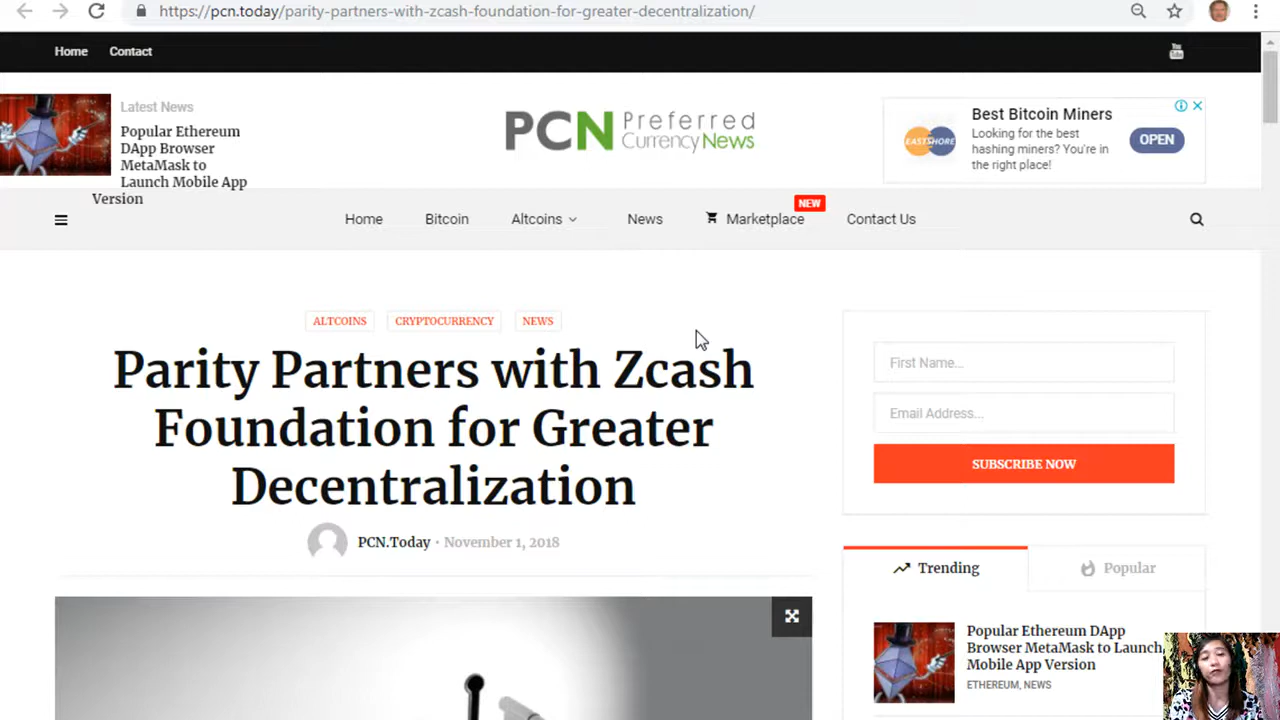 https://pcn.today/parity-partners-with-zcash-foundation-for-greater-decentralization/
Home Contact
You Tube
Latest News
Popular Ethereum
DApp Browser
MetaMask to
Launch Mobile App
Version
PCN Preferred
CurrencyNews
EASTSHORE
Best Bitcoin Miners
Looking for the best
hashing miners? You're in
the right place!
OPEN
Home Bitcoin Altcoins News Marketplace NEW Contact Us
ALTCOINS CRYPTOCURRENCY NEWS
Parity Partners with Zcash
Foundation for Greater
Decentralization
PCN.Today · November 1, 2018
First Name...
Email Address...
SUBSCRIBE NOW
Trending Popular
Popular Ethereum DApp
Browser MetaMask to Launch
Mobile App Version
ETHEREUM, NEWS